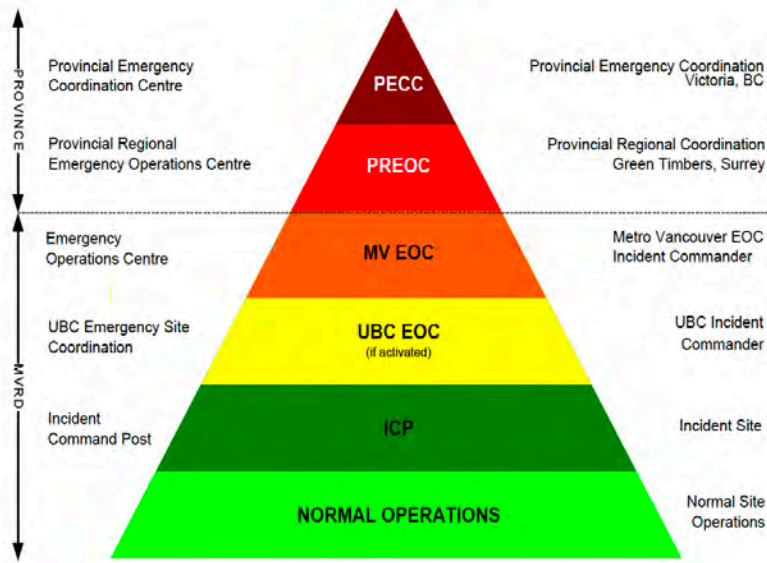 PROVINCE
Provincial Emergency
Coordination Centre
PECC
Provincial Emergency Coordination
Victoria, BC
Provincial Regional
Emergency Operations Centre
PREOC
Provincial Regional Coordination
Green Timbers, Surrey
MVRD
Emergency
Operations Centre
MV EOC
Metro Vancouver EOC
Incident Commander
UBC Emergency Site
Coordination
UBC EOC
(if activated)
UBC Incident
Commander
Incident
Command Post
ICP
Incident Site
NORMAL OPERATIONS
Normal Site
Operations